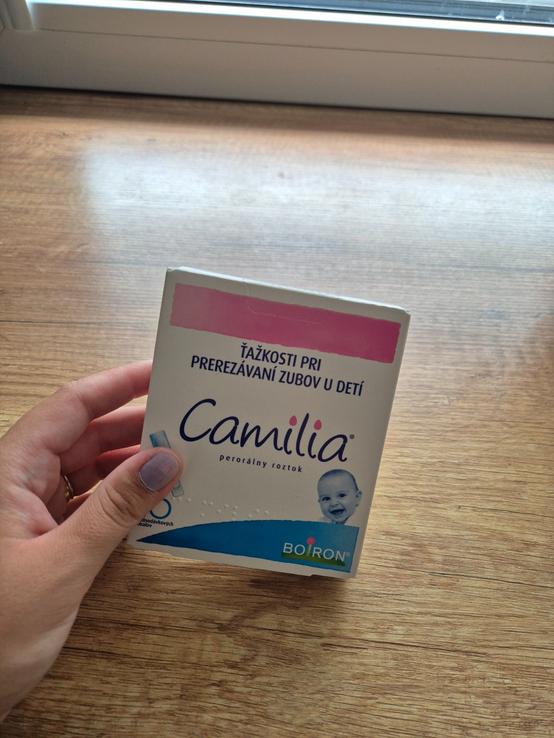 ŤAŽKOSTI PRI
PREREZÁVANÍ ZUBOV U DETÍ
Camilia®
perorálny roztok
BOIRON®